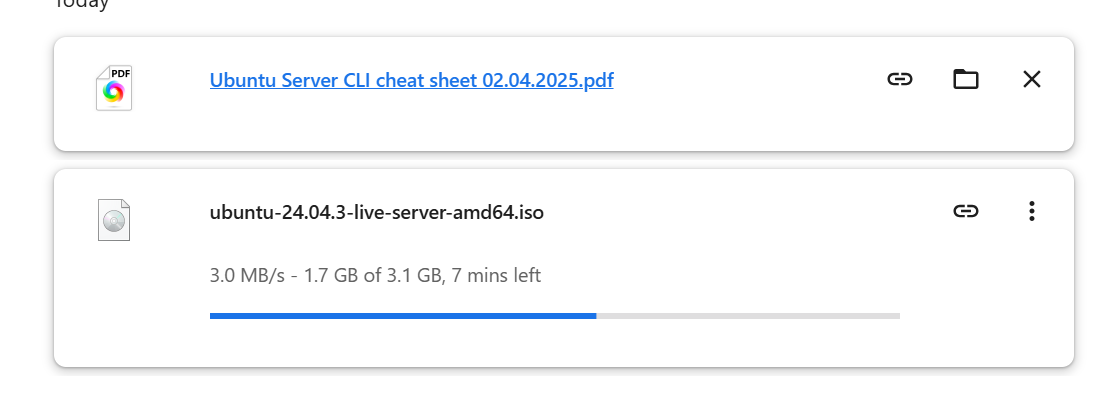 Today
PDF
Ubuntu Server CLI cheat sheet 02.04.2025.pdf
ubuntu-24.04.3-live-server-amd64.iso
3.0 MB/s - 1.7 GB of 3.1 GB, 7 mins left